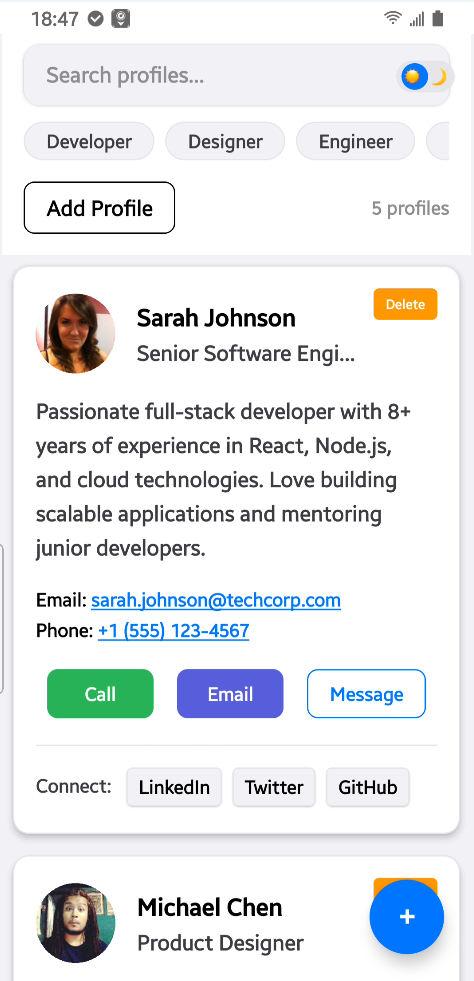 18:47
Search profiles...
Developer Designer Engineer
Add Profile 5 profiles
Sarah Johnson Delete
Senior Software Engi...
Passionate full-stack developer with 8+
years of experience in React, Node.js,
and cloud technologies. Love building
scalable applications and mentoring
junior developers.
Email: sarah.johnson@techcorp.com
Phone: +1 (555) 123-4567
Call Email Message
Connect: LinkedIn Twitter GitHub
Michael Chen +
Product Designer